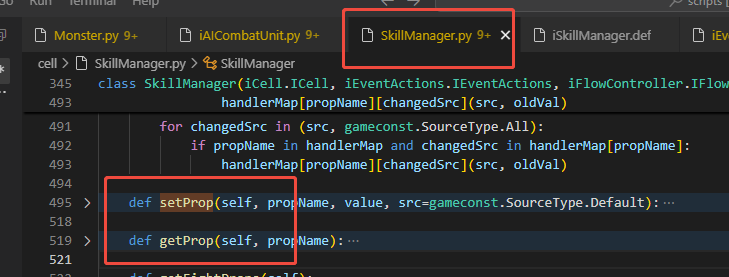 Run Terminal Help scripts [
Monster.py 9+ iAICombatUnit.py 9+ SkillManager.py 9+ × iSkillManager.def iEv
cell > SkillManager.py > SkillManager
345 class SkillManager(iCell.ICell, iEventActions.IEventActions, iFlowController.IFlow
493 handlerMap[propName][changedSrc](src, oldVal)
491 for changedSrc in (src, gameconst.SourceType.All):
492 if propName in handlerMap and changedSrc in handlerMap[propName]:
493 handlerMap[propName][changedSrc](src, oldVal)
494
495 > def setProp(self, propName, value, src=gameconst.SourceType.Default): ...
518
519 > def getProp(self, propName): ...
521